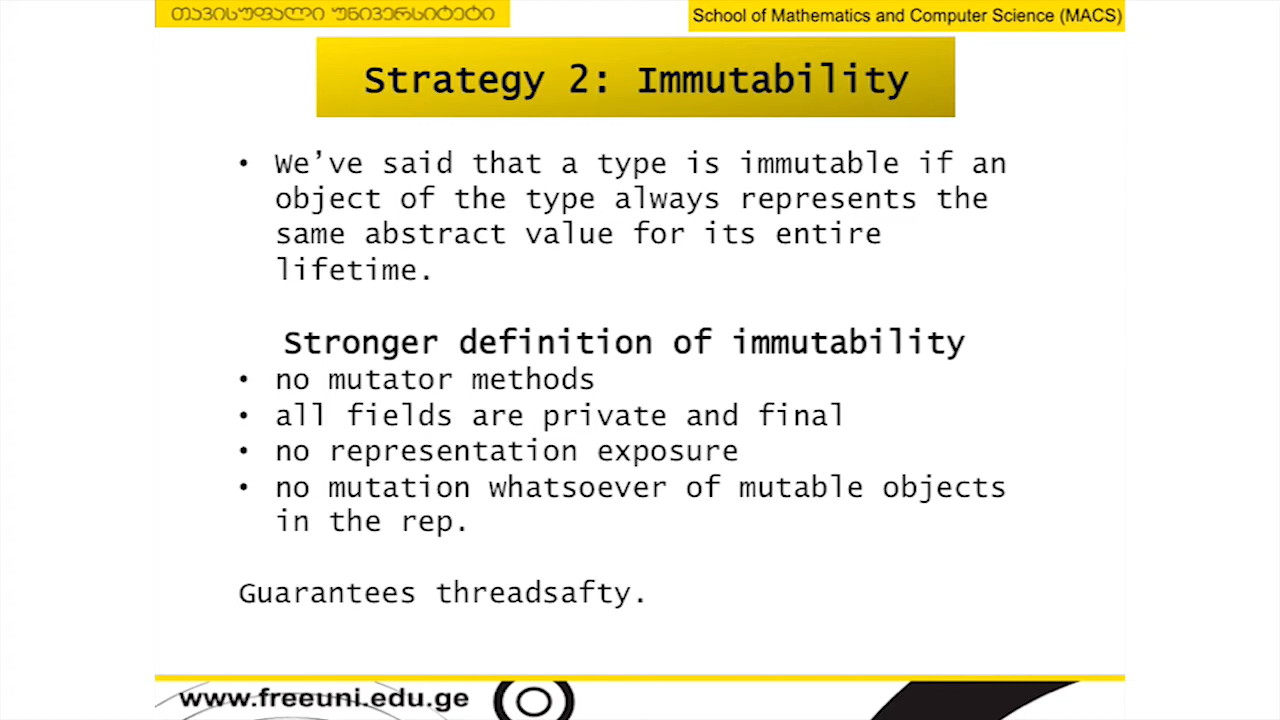 თავისუფალი უნივერსიტეტი
School of Mathematics and Computer Science (MACS)
Strategy 2: Immutability
• We’ve said that a type is immutable if an
object of the type always represents the
same abstract value for its entire
lifetime.
Stronger definition of immutability
• no mutator methods
• all fields are private and final
• no representation exposure
• no mutation whatsoever of mutable objects
in the rep.
Guarantees threadsafty.
www.freeuni.edu.ge